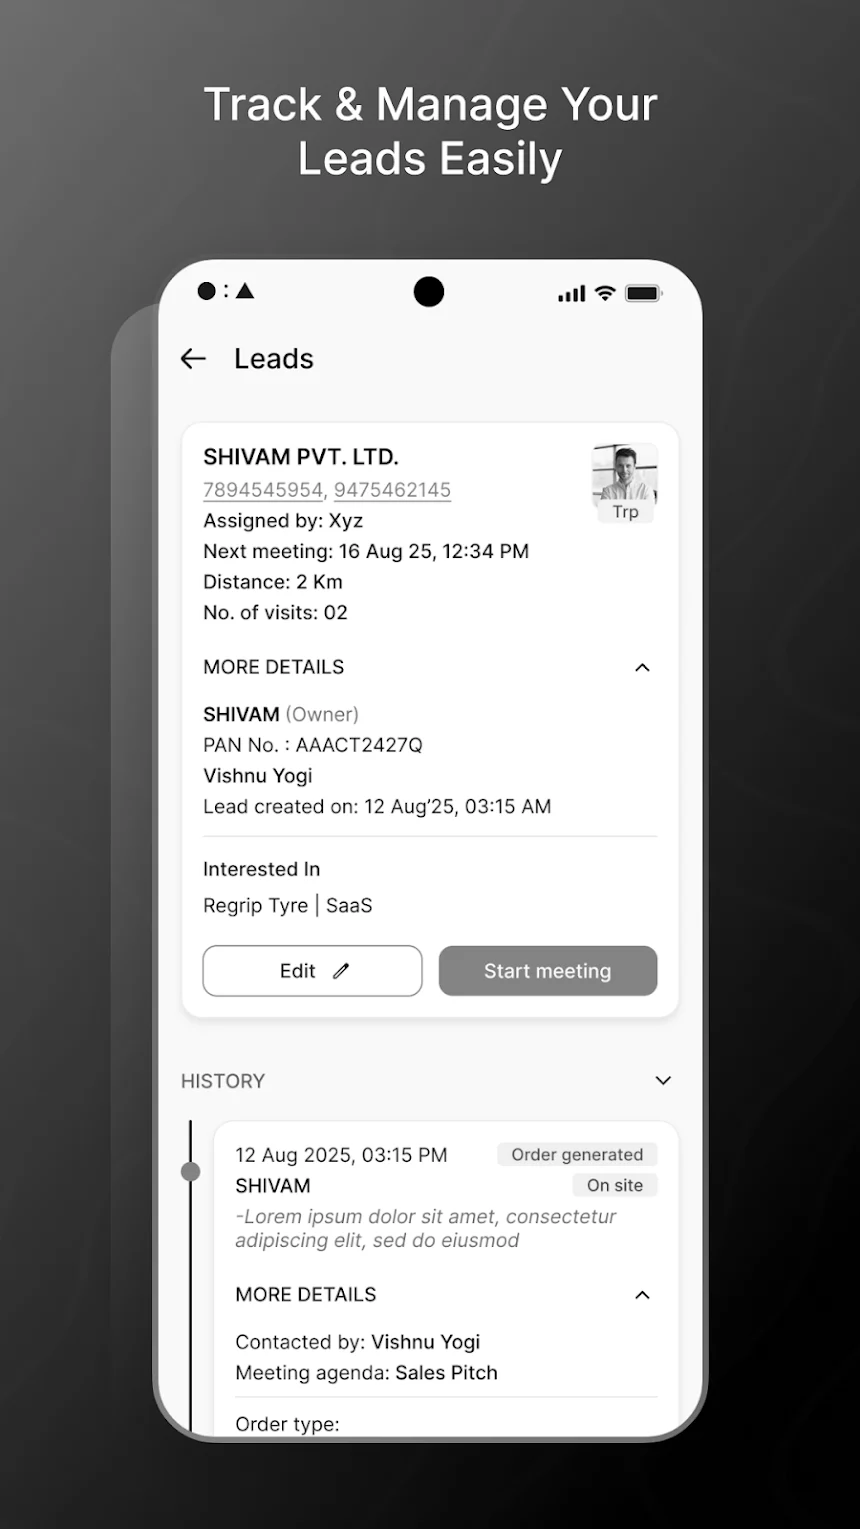 Track & Manage Your
Leads Easily
Leads
SHIVAM PVT. LTD.
7894545954, 9475462145
Trp
Assigned by: Xyz
Next meeting: 16 Aug 25, 12:34 PM
Distance: 2 Km
No. of visits: 02
MORE DETAILS
SHIVAM (Owner)
PAN No. : AAACT2427Q
Vishnu Yogi
Lead created on: 12 Aug’25, 03:15 AM
Interested In
Regrip Tyre | SaaS
Edit
Start meeting
HISTORY
12 Aug 2025, 03:15 PM
Order generated
SHIVAM
On site
-Lorem ipsum dolor sit amet, consectetur
adipiscing elit, sed do eiusmod
MORE DETAILS
Contacted by: Vishnu Yogi
Meeting agenda: Sales Pitch
Order type: